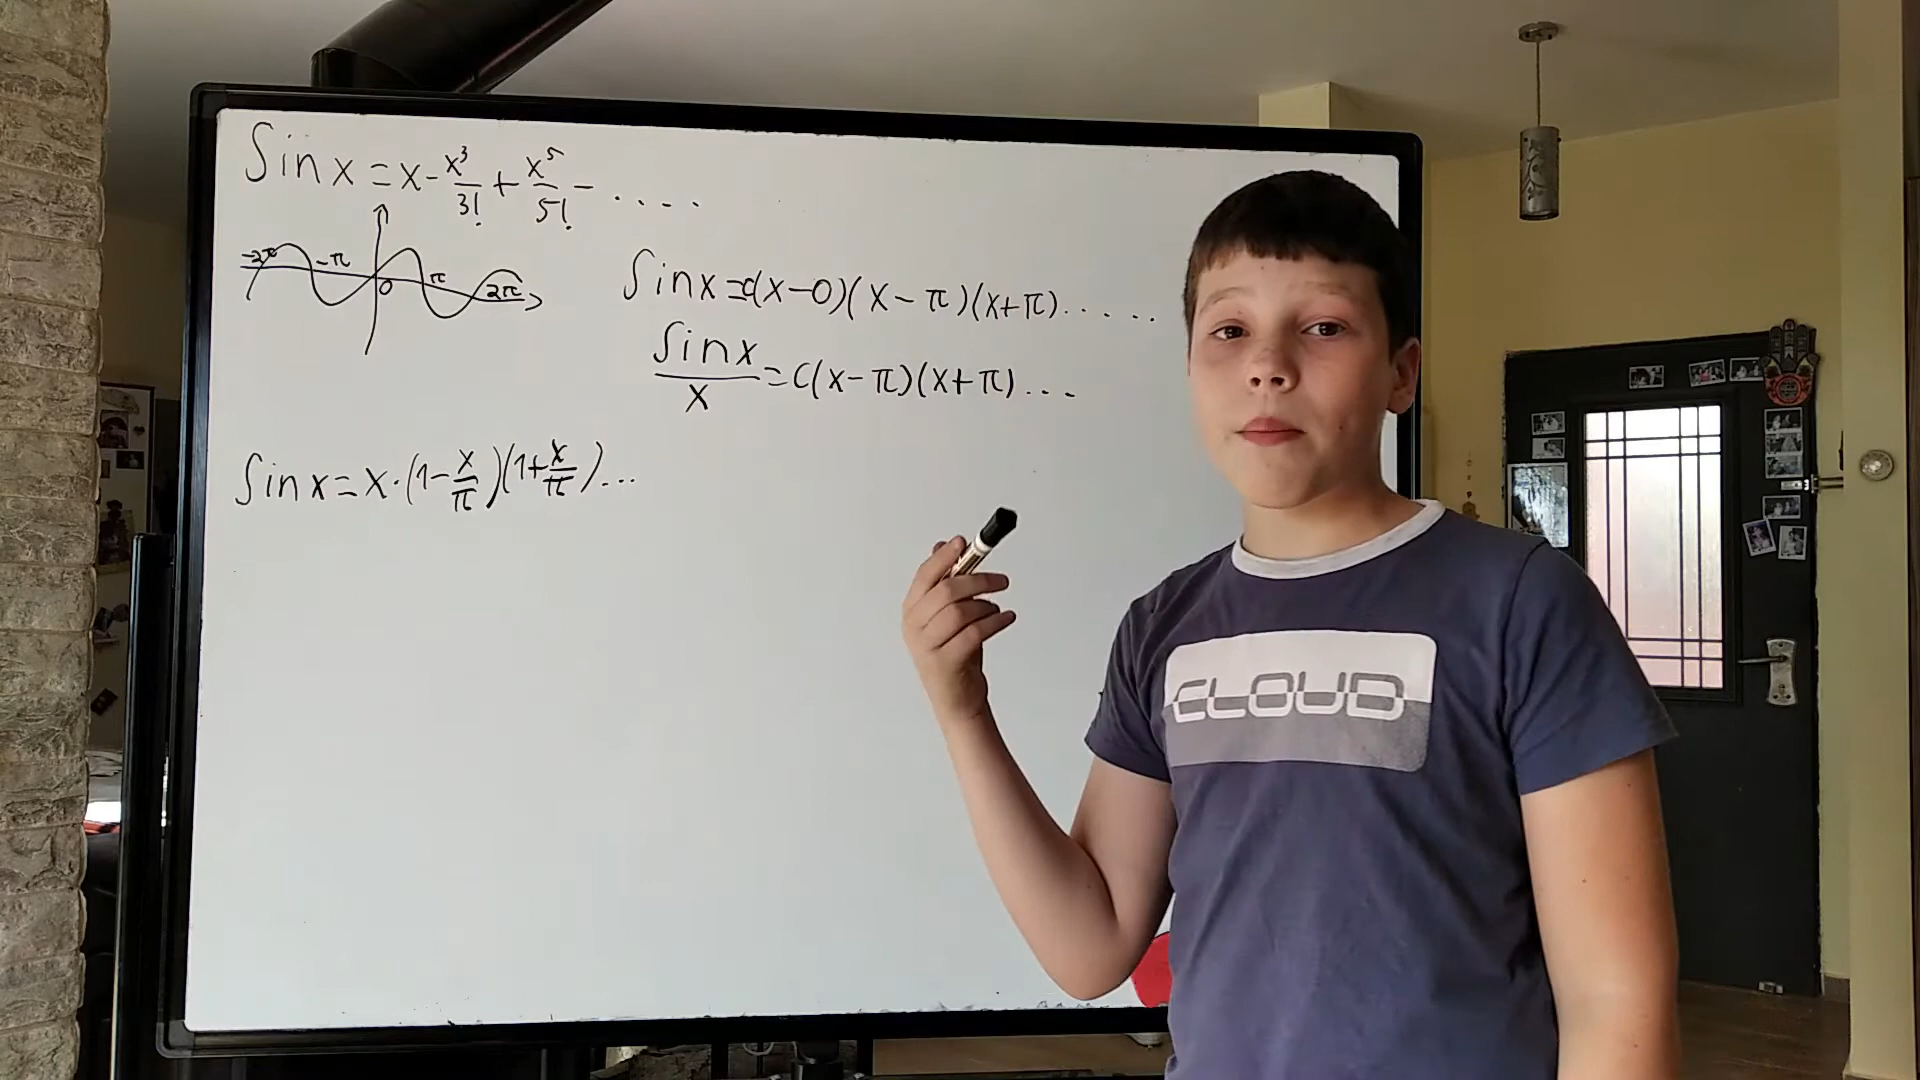 Sin x = x - x³/3! + x⁵/5! - ....
-2π -π 0 π 2π
Sin x = c(x-0)(x-π)(x+π).....
Sin x/x = C(x-π)(x+π)...
Sin x = x·(1-x/π)(1+x/π)...
CLOUD